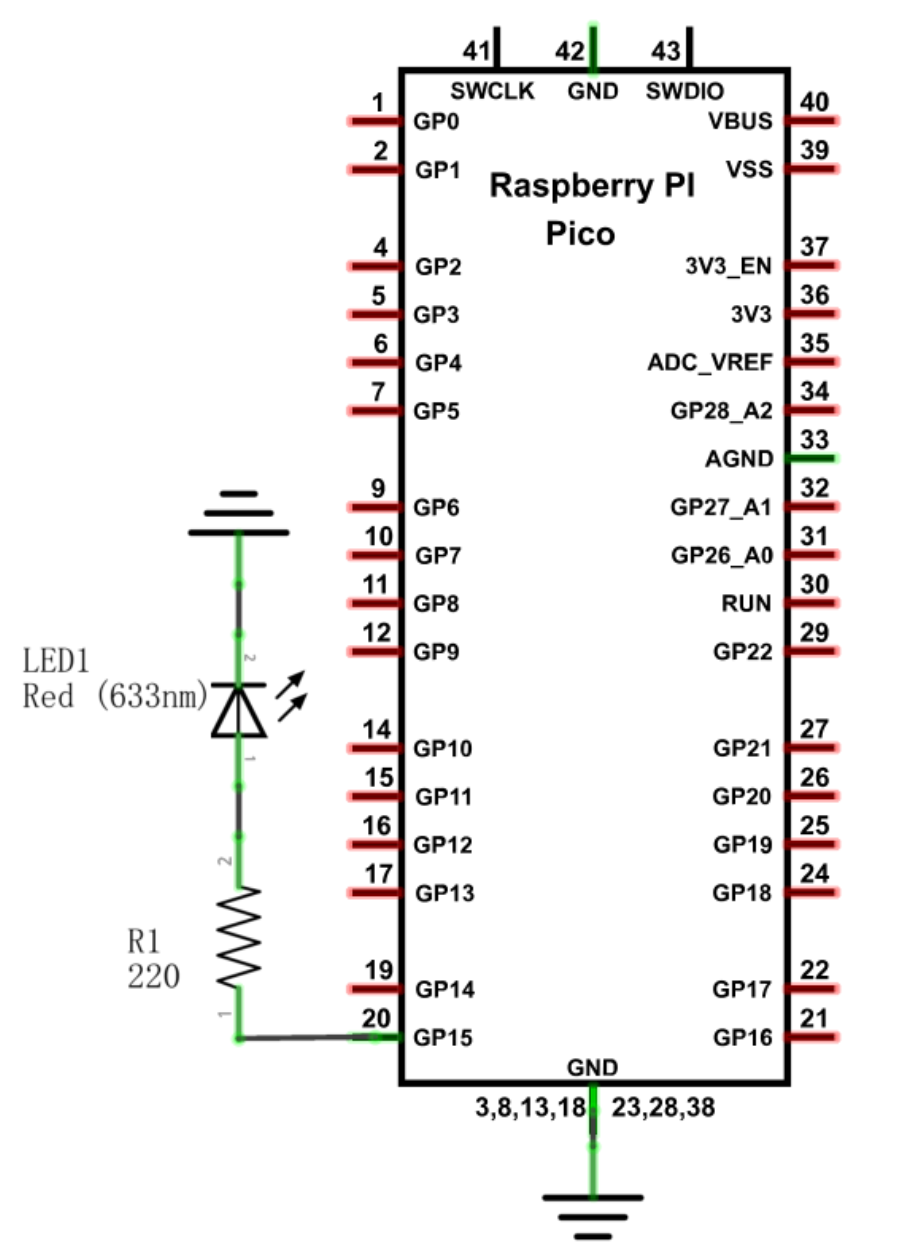 41 42 43
SWCLK GND SWDIO
1 GP0 VBUS 40
2 GP1 VSS 39
Raspberry PI
Pico
4 GP2 3V3_EN 37
5 GP3 3V3 36
6 GP4 ADC_VREF 35
7 GP5 GP28_A2 34
AGND 33
9 GP6 GP27_A1 32
10 GP7 GP26_A0 31
11 GP8 RUN 30
12 GP9 GP22 29
2
LED1
Red (633nm)
1
14 GP10 GP21 27
15 GP11 GP20 26
16 GP12 GP19 25
2
17 GP13 GP18 24
R1
220
19 GP14 GP17 22
1
20 GP15 GP16 21
GND
3,8,13,18 23,28,38